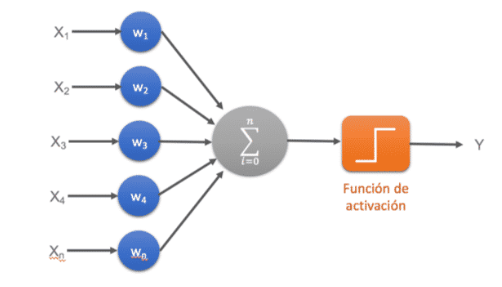 X1
w1
X2
w2
X3
w3
X4
w4
Xn
wn
n
∑
i=0
Función de
activación
Y